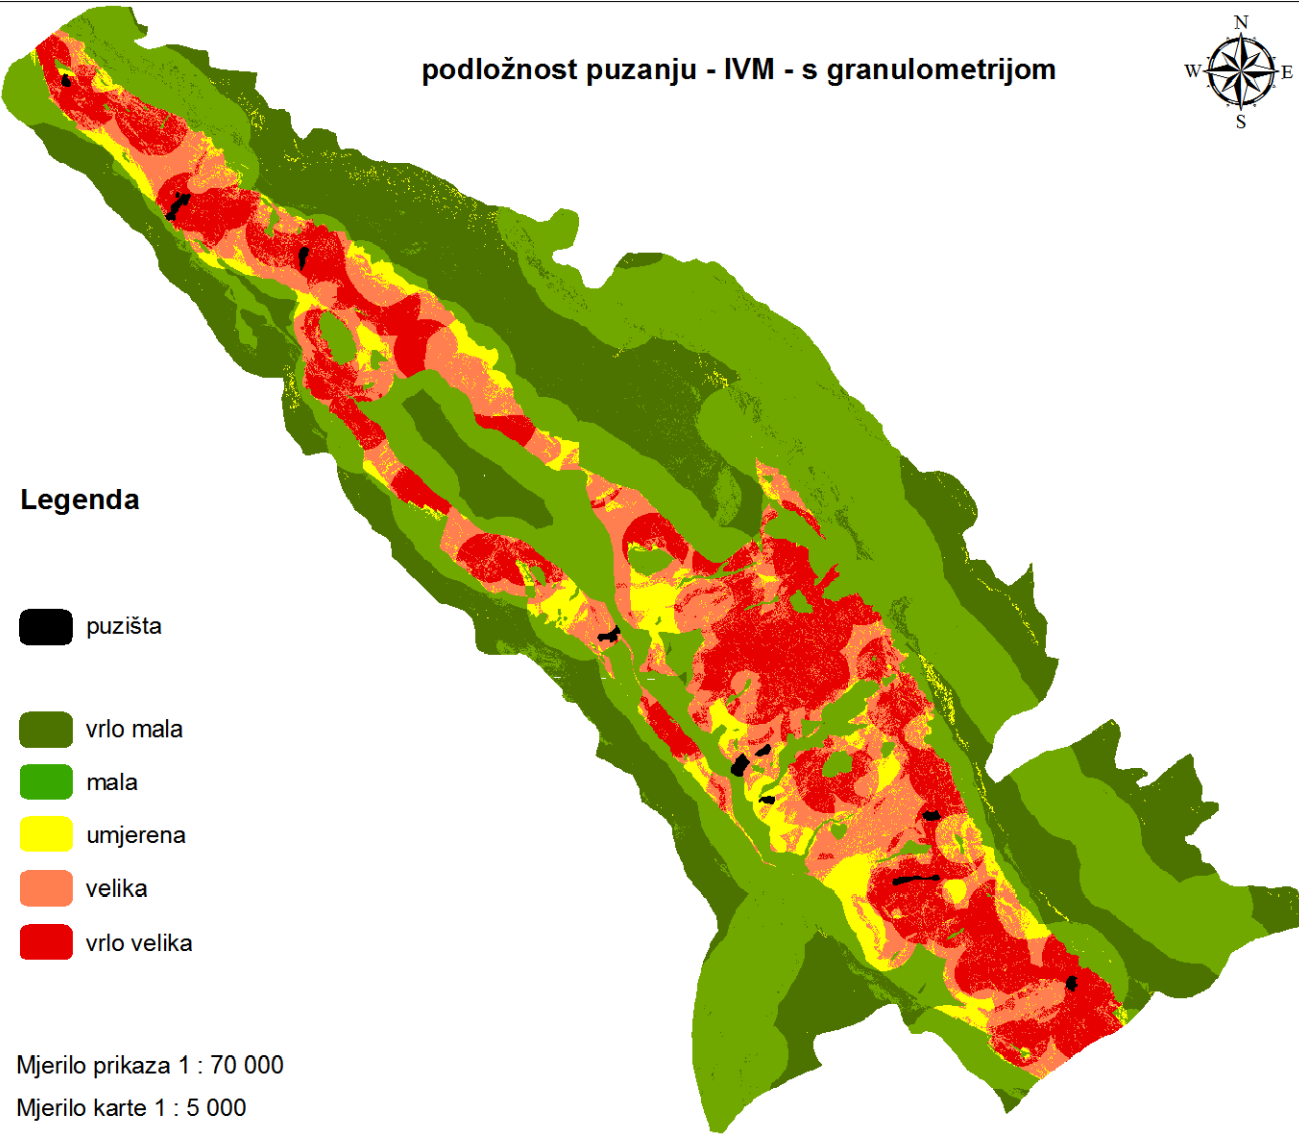 podložnost puzanju - IVM - s granulometrijom
N
W E
S
Legenda
puzišta
vrlo mala
mala
umjerena
velika
vrlo velika
Mjerilo prikaza 1 : 70 000
Mjerilo karte 1 : 5 000